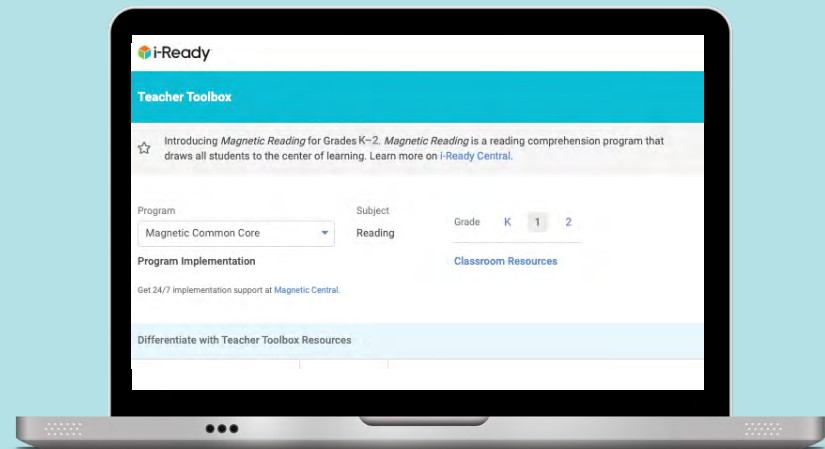 i-Ready
Teacher Toolbox
Introducing Magnetic Reading for Grades K–2. Magnetic Reading is a reading comprehension program that
draws all students to the center of learning. Learn more on i-Ready Central.
Program
Subject
Grade K 1 2
Magnetic Common Core
Reading
Program Implementation
Classroom Resources
Get 24/7 implementation support at Magnetic Central.
Differentiate with Teacher Toolbox Resources